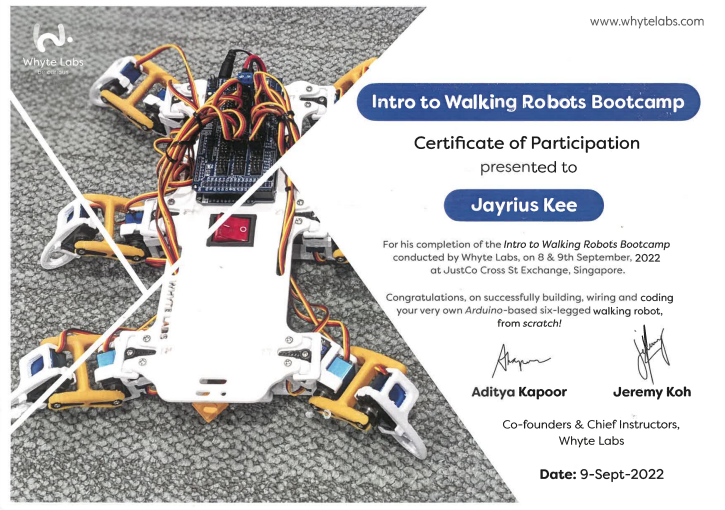 www.whytelabs.com
Whyte Labs
Intro to Walking Robots Bootcamp
Certificate of Participation
presented to
Jayrius Kee
For his completion of the Intro to Walking Robots Bootcamp
conducted by Whyte Labs, on 8 & 9th September, 2022
at JustCo Cross St Exchange, Singapore.
Congratulations, on successfully building, wiring and coding
your very own Arduino-based six-legged walking robot,
from scratch!
Aditya Kapoor
Jeremy Koh
Co-founders & Chief Instructors,
Whyte Labs
Date: 9-Sept-2022
WHYTE LABS